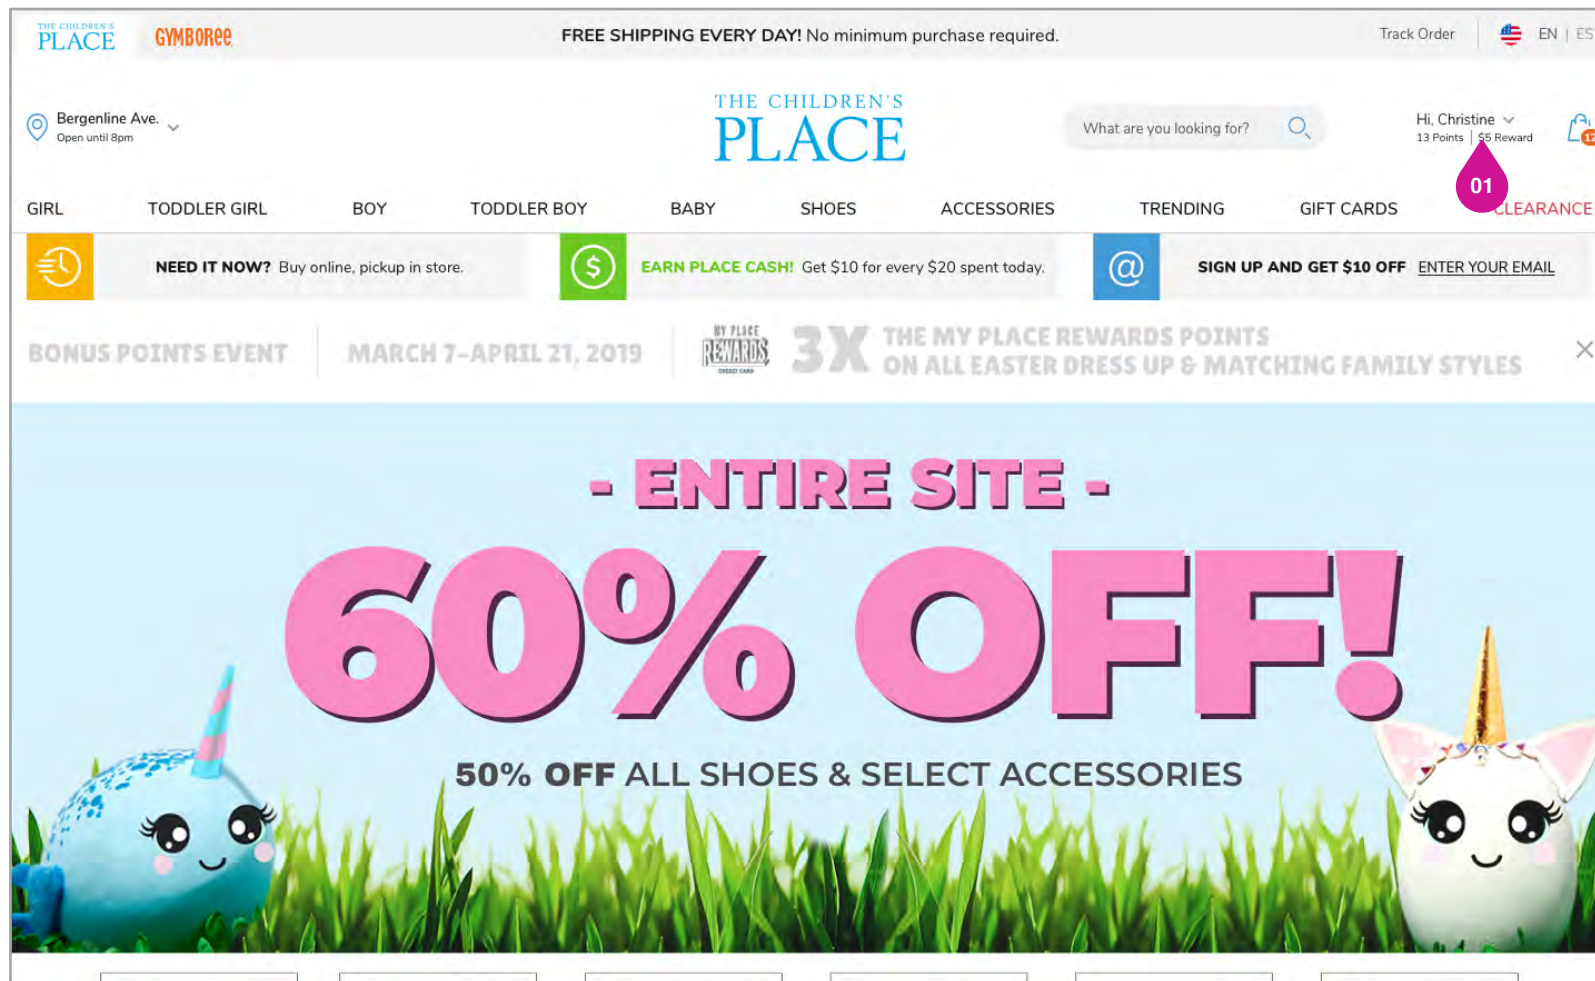 THE CHILDREN'S
PLACE
GYMBOREE
FREE SHIPPING EVERY DAY! No minimum purchase required.
Track Order
EN | ES
Bergenline Ave.
Open until 8pm
THE CHILDREN'S
PLACE
What are you looking for?
Hi, Christine
13 Points | $5 Reward
12
01
GIRL TODDLER GIRL BOY TODDLER BOY BABY SHOES ACCESSORIES TRENDING GIFT CARDS CLEARANCE
NEED IT NOW? Buy online, pickup in store.
$ EARN PLACE CASH! Get $10 for every $20 spent today.
@ SIGN UP AND GET $10 OFF ENTER YOUR EMAIL
BONUS POINTS EVENT
MARCH 7-APRIL 21, 2019
MY PLACE
REWARDS
CREDIT CARD
3X
THE MY PLACE REWARDS POINTS
ON ALL EASTER DRESS UP & MATCHING FAMILY STYLES
- ENTIRE SITE -
60% OFF!
50% OFF ALL SHOES & SELECT ACCESSORIES